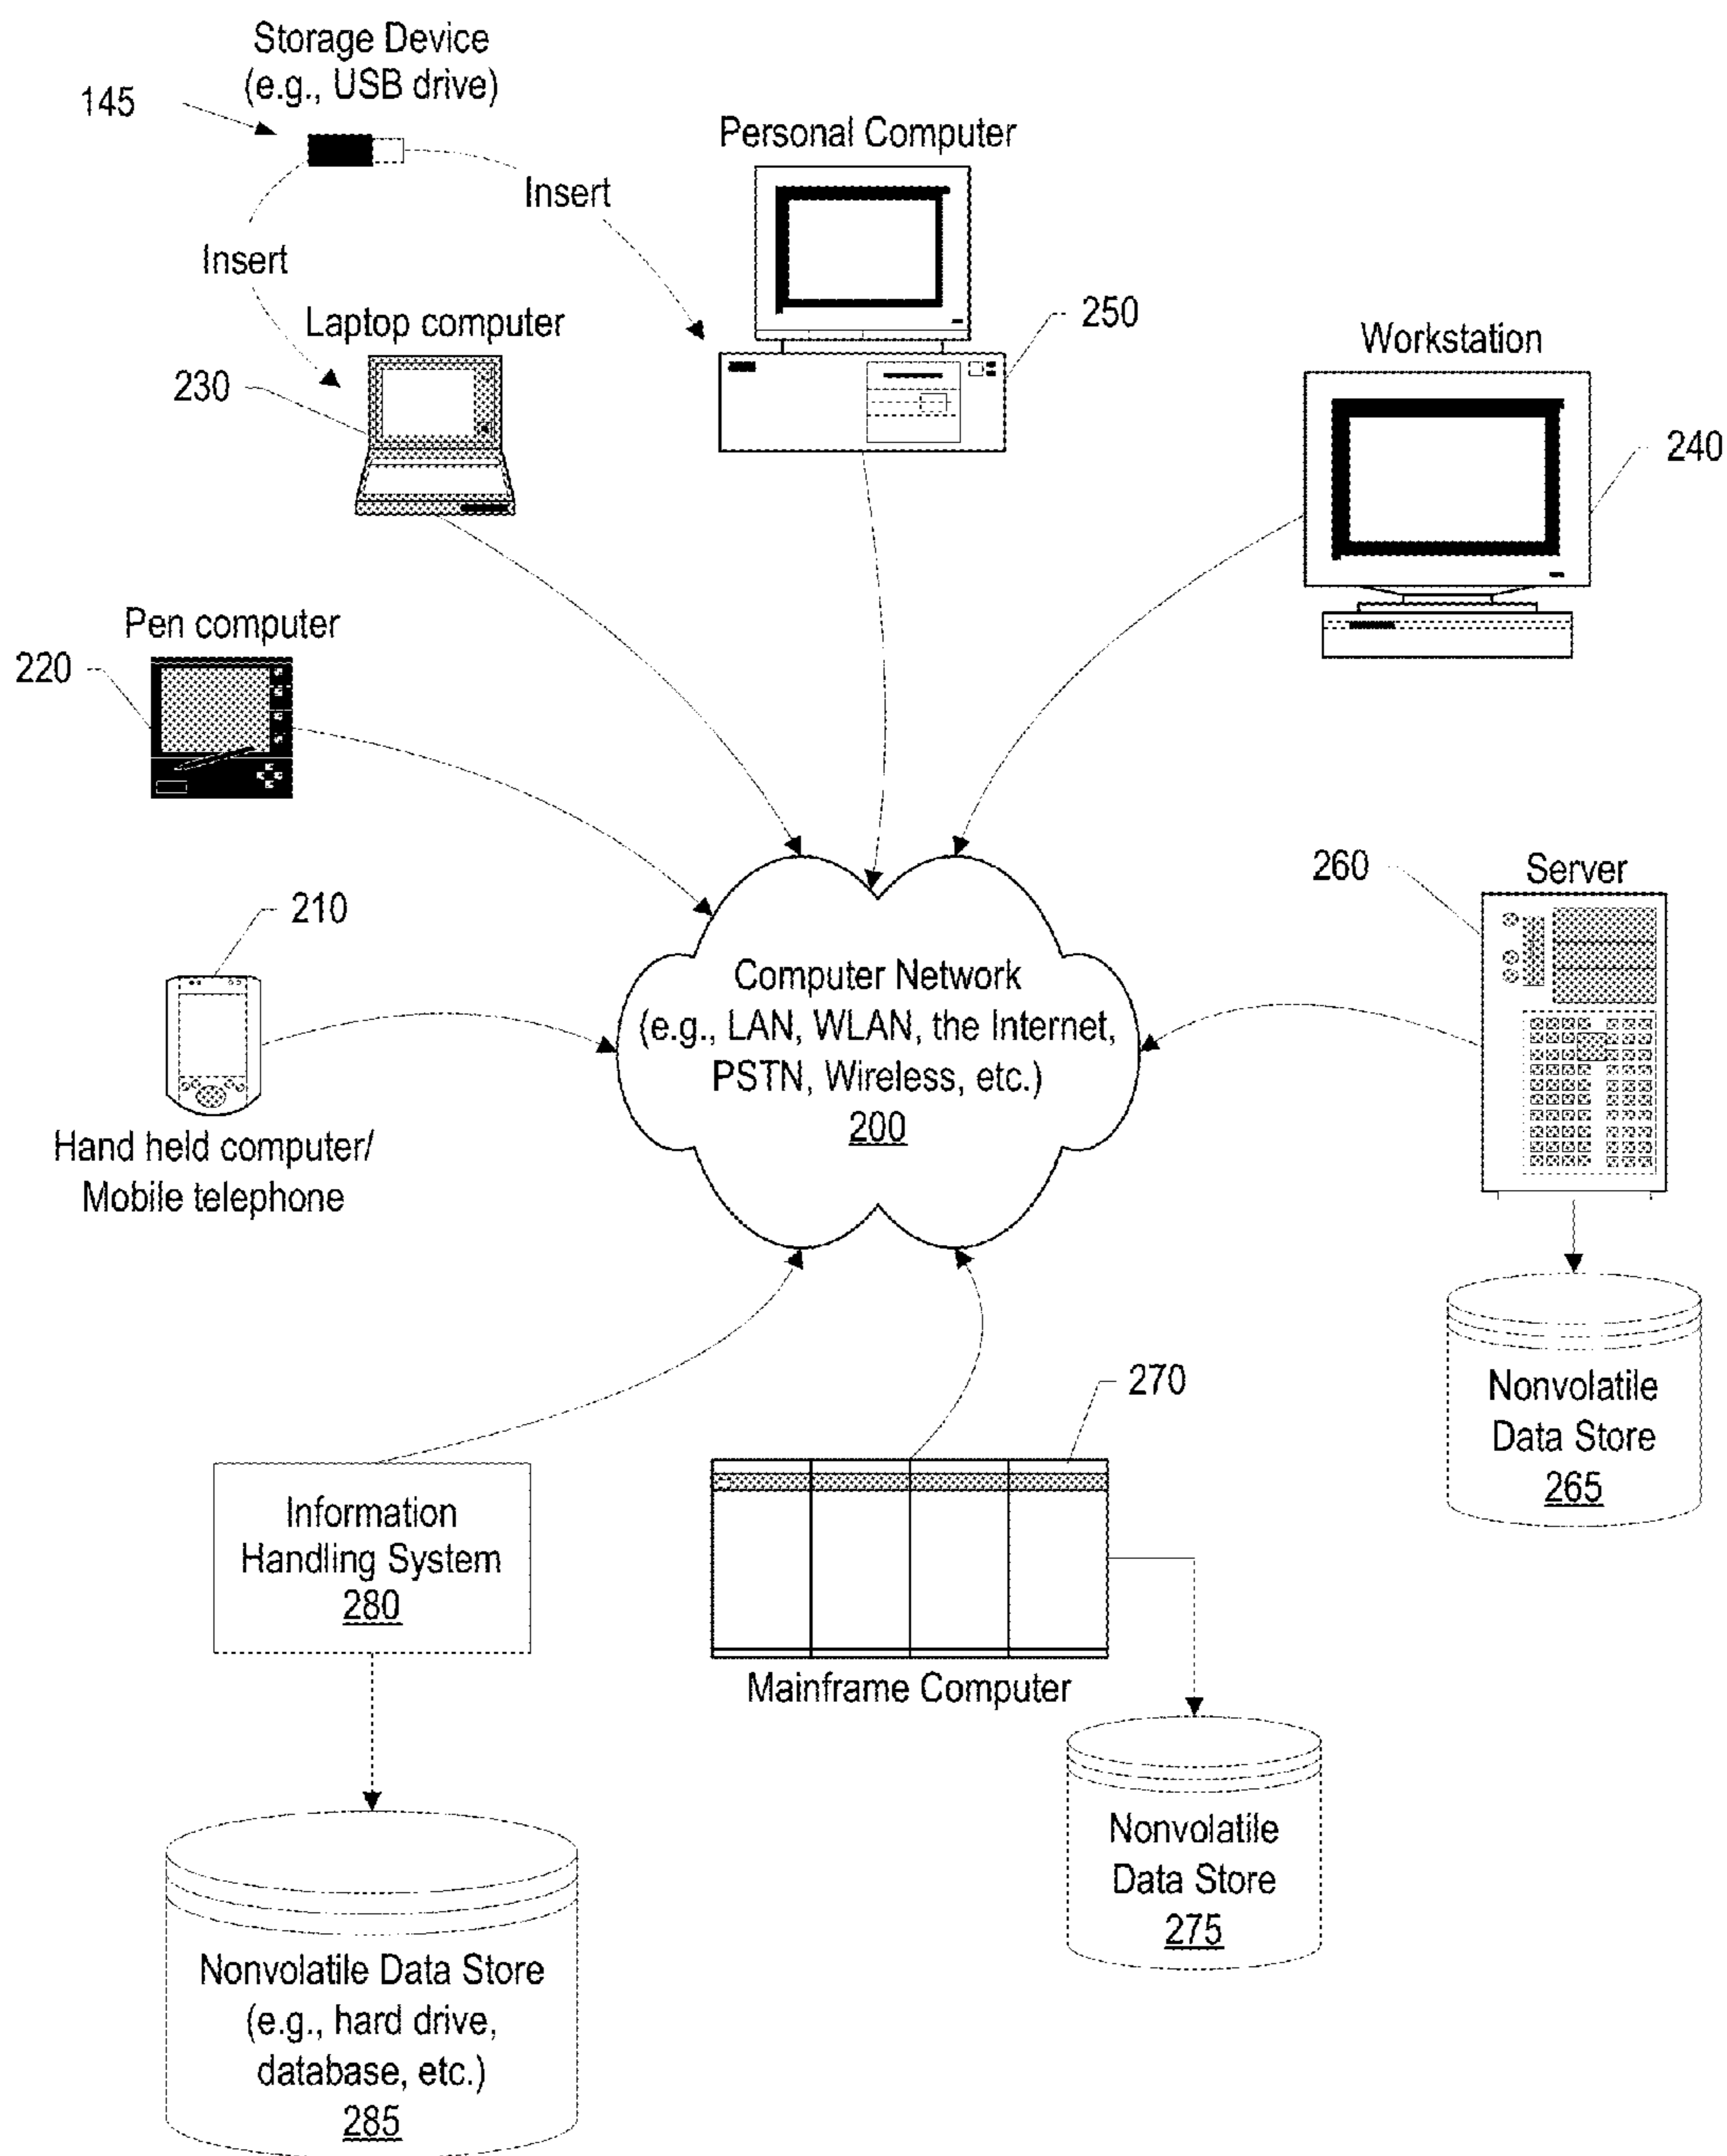 Storage Device
(e.g., USB drive)
145
Personal Computer
Insert
Insert
Laptop computer
250
Workstation
230
240
Pen computer
220
260
Server
210
Computer Network
(e.g., LAN, WLAN, the Internet,
PSTN, Wireless, etc.)
200
Hand held computer/
Mobile telephone
270
Nonvolatile
Data Store
265
Information
Handling System
280
Mainframe Computer
Nonvolatile
Data Store
275
Nonvolatile Data Store
(e.g., hard drive,
database, etc.)
285